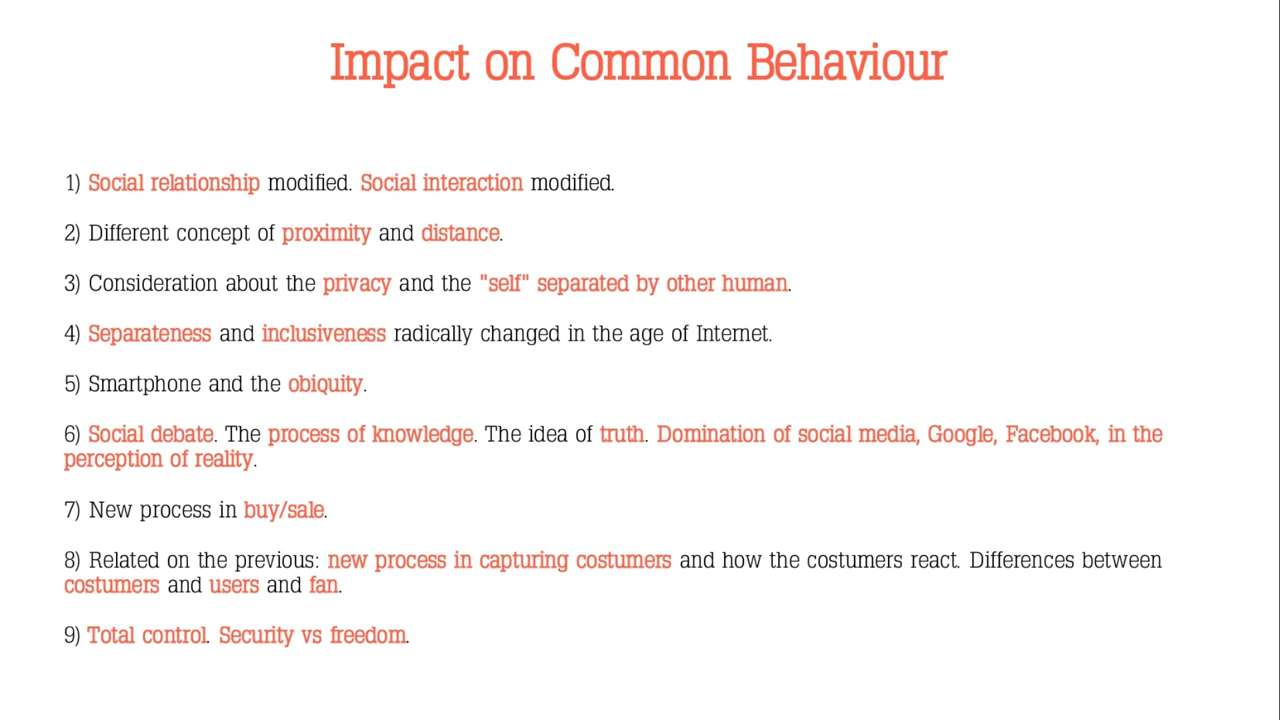 Impact on Common Behaviour
1) Social relationship modified. Social interaction modified.
2) Different concept of proximity and distance.
3) Consideration about the privacy and the "self" separated by other human.
4) Separateness and inclusiveness radically changed in the age of Internet.
5) Smartphone and the obiquity.
6) Social debate. The process of knowledge. The idea of truth. Domination of social media, Google, Facebook, in the
perception of reality.
7) New process in buy/sale.
8) Related on the previous: new process in capturing costumers and how the costumers react. Differences between
costumers and users and fan.
9) Total control. Security vs freedom.